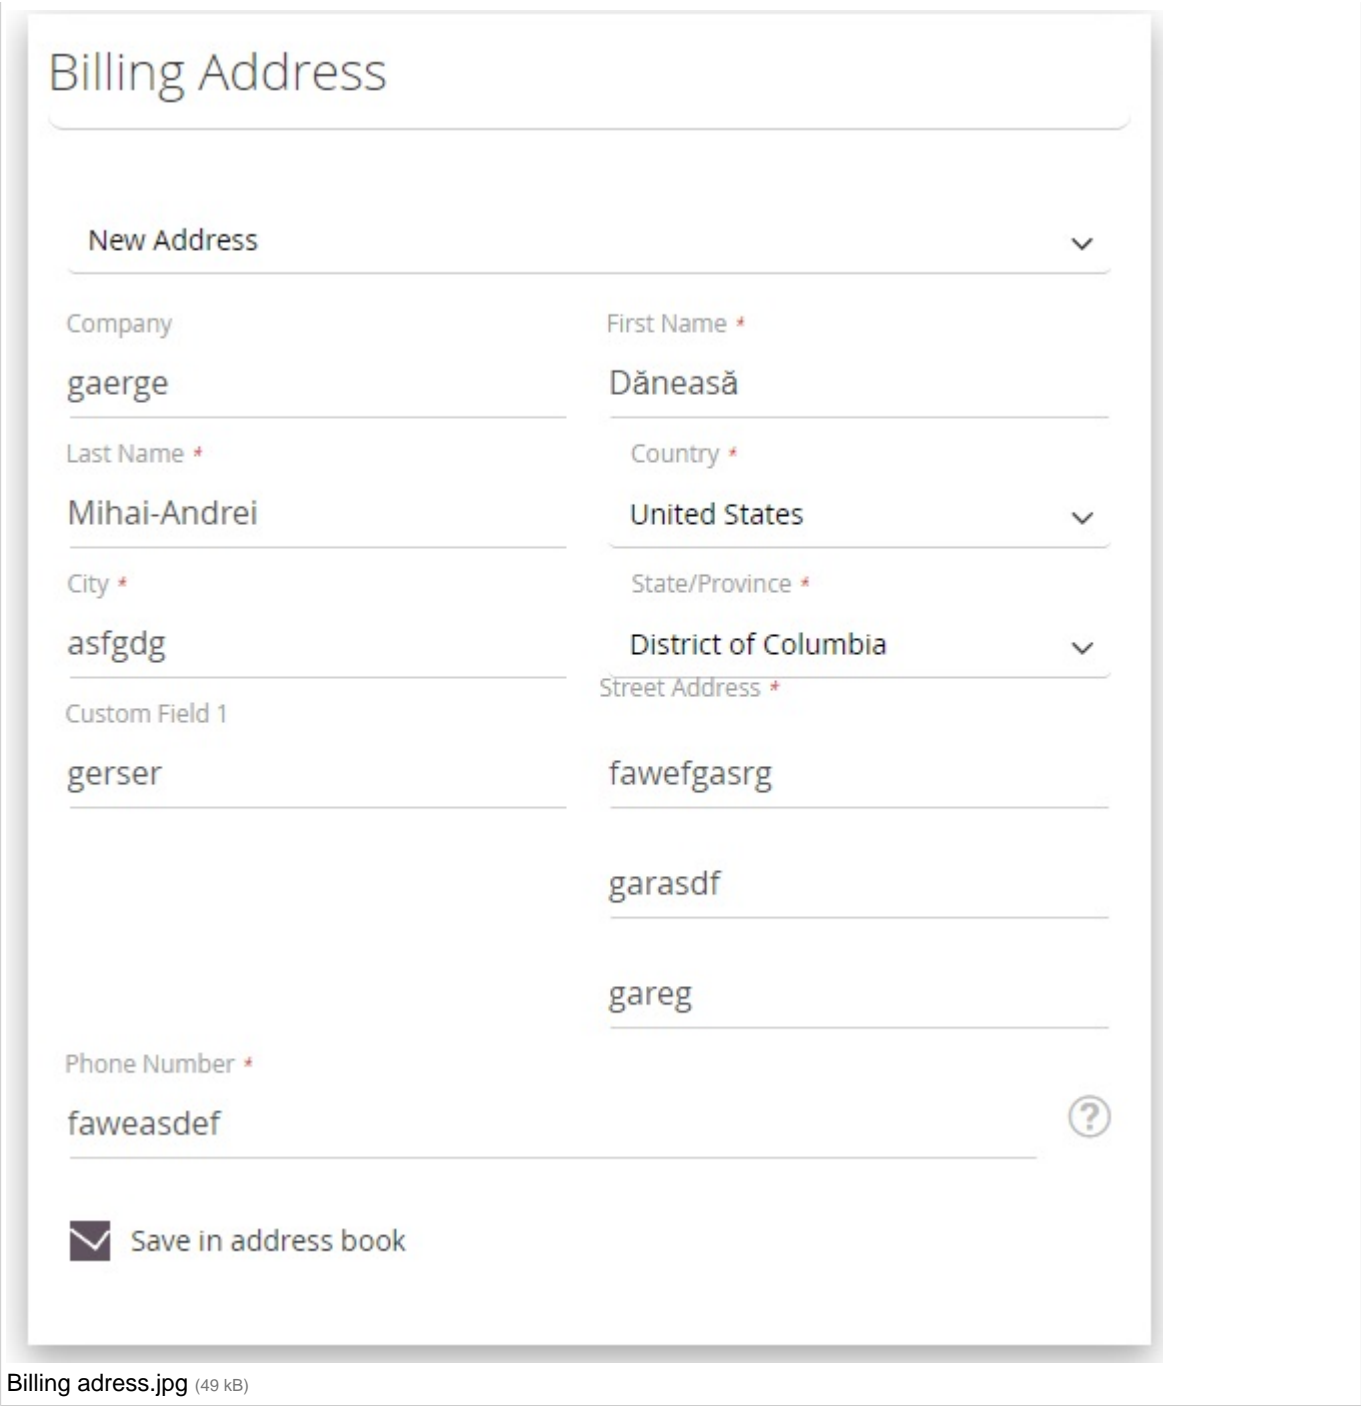 Billing Address
New Address
Company
First Name *
gaerge
Dăneasă
Last Name *
Country *
Mihai-Andrei
United States
City *
State/Province *
asfgdg
District of Columbia
Street Address *
Custom Field 1
gerser
fawefgasrg
garasdf
gareg
Phone Number *
faweasdef
?
Save in address book
Billing adress.jpg (49 kB)